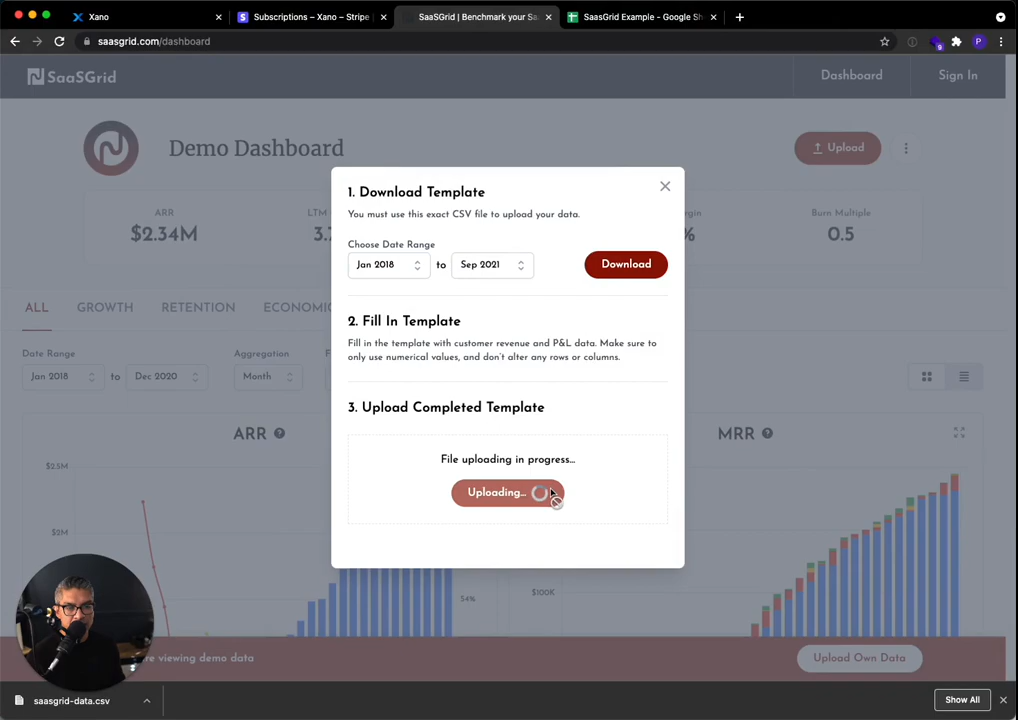 Xano
Subscriptions – Xano – Stripe
SaaSGrid | Benchmark your Sa
SaasGrid Example - Google Sh
saasgrid.com/dashboard
9
P
SaaSGrid
Dashboard
Sign In
Demo Dashboard
Upload
ARR
LTM
Burn Multiple
$2.34M
3.7
%
0.5
1. Download Template
You must use this exact CSV file to upload your data.
Choose Date Range
Jan 2018
to
Sep 2021
Download
ALL
GROWTH
RETENTION
2. Fill In Template
Fill in the template with customer revenue and P&L data. Make sure to
only use numerical values, and don't alter any rows or columns.
Date Range
Aggregation
Jan 2018
to
Dec 2020
Month
3. Upload Completed Template
File uploading in progress...
Uploading...
ARR
MRR
$2.5M
$2M
54%
$100K
viewing demo data
Upload Own Data
saasgrid-data.csv
Show All